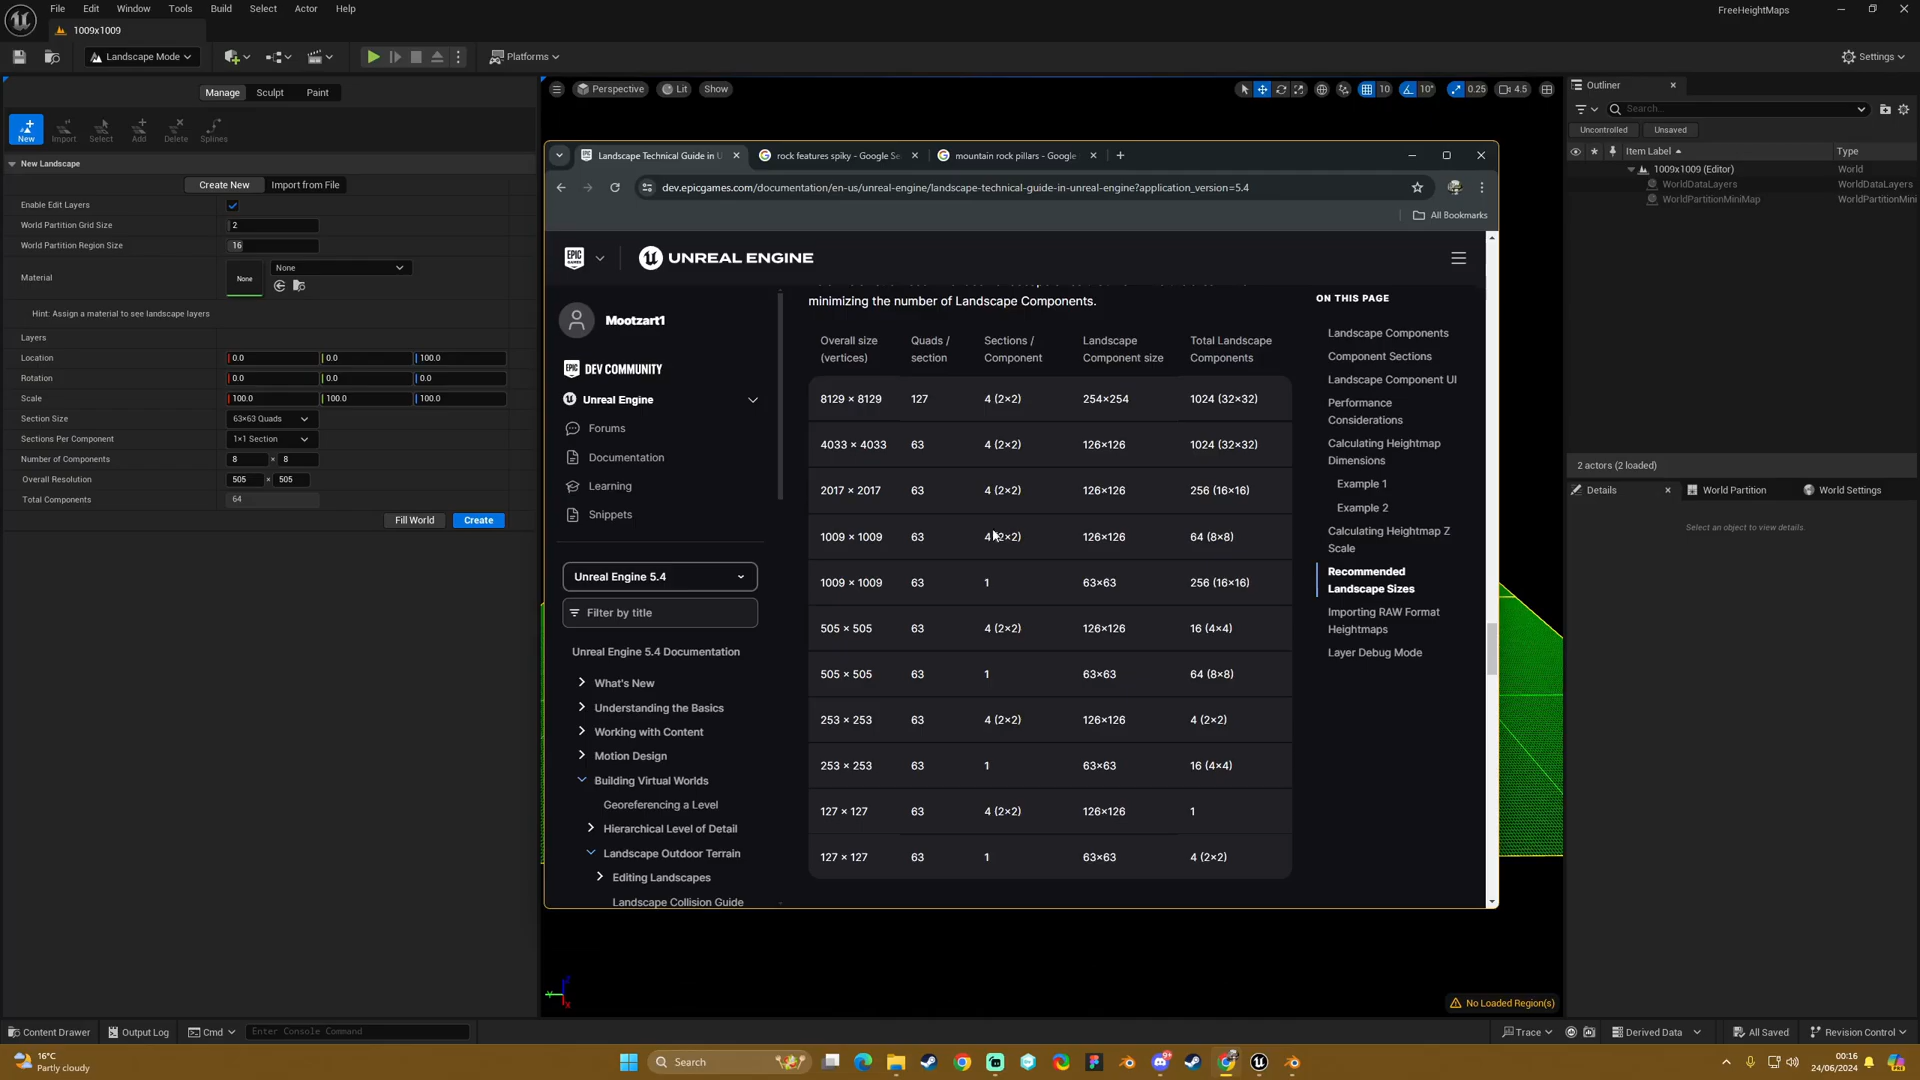 File Edit Window Tools Build Select Actor Help
FreeHeightMaps
1009x1009
Landscape Mode
Platforms
Settings
Manage Sculpt Paint
New Import Select Add Delete Splines
New Landscape
Create New Import from File
Enable Edit Layers
World Partition Grid Size 2
World Partition Region Size 16
Material None None
Hint: Assign a material to see landscape layers
Layers
Location 0.0 0.0 100.0
Rotation 0.0 0.0 0.0
Scale 100.0 100.0 100.0
Section Size 63×63 Quads
Sections Per Component 1×1 Section
Number of Components 8 × 8
Overall Resolution 505 × 505
Total Components 64
Fill World Create
Perspective Lit Show
10 10° 0.25 4.5
Landscape Technical Guide in U
rock features spiky - Google Se
mountain rock pillars - Google
dev.epicgames.com/documentation/en-us/unreal-engine/landscape-technical-guide-in-unreal-engine?application_version=5.4
All Bookmarks
EPIC GAMES
UNREAL ENGINE
Mootzart1
DEV COMMUNITY
Unreal Engine
Forums
Documentation
Learning
Snippets
Unreal Engine 5.4
Filter by title
Unreal Engine 5.4 Documentation
What's New
Understanding the Basics
Working with Content
Motion Design
Building Virtual Worlds
Georeferencing a Level
Hierarchical Level of Detail
Landscape Outdoor Terrain
Editing Landscapes
Landscape Collision Guide
minimizing the number of Landscape Components.
Overall size (vertices) Quads / section Sections / Component Landscape Component size Total Landscape Components
8129 × 8129 127 4 (2×2) 254×254 1024 (32×32)
4033 × 4033 63 4 (2×2) 126×126 1024 (32×32)
2017 × 2017 63 4 (2×2) 126×126 256 (16×16)
1009 × 1009 63 4 (2×2) 126×126 64 (8×8)
1009 × 1009 63 1 63×63 256 (16×16)
505 × 505 63 4 (2×2) 126×126 16 (4×4)
505 × 505 63 1 63×63 64 (8×8)
253 × 253 63 4 (2×2) 126×126 4 (2×2)
253 × 253 63 1 63×63 16 (4×4)
127 × 127 63 4 (2×2) 126×126 1
127 × 127 63 1 63×63 4 (2×2)
ON THIS PAGE
Landscape Components
Component Sections
Landscape Component UI
Performance
Considerations
Calculating Heightmap
Dimensions
Example 1
Example 2
Calculating Heightmap Z
Scale
Recommended
Landscape Sizes
Importing RAW Format
Heightmaps
Layer Debug Mode
No Loaded Region(s)
Outliner
Search...
Uncontrolled Unsaved
Item Label Type
1009x1009 (Editor) World
WorldDataLayers WorldDataLayers
WorldPartitionMiniMap WorldPartitionMini
2 actors (2 loaded)
Details World Partition World Settings
Select an object to view details.
Content Drawer Output Log Cmd Enter Console Command
Trace Derived Data All Saved Revision Control
16°C
Partly cloudy
Search
00:16
24/06/2024